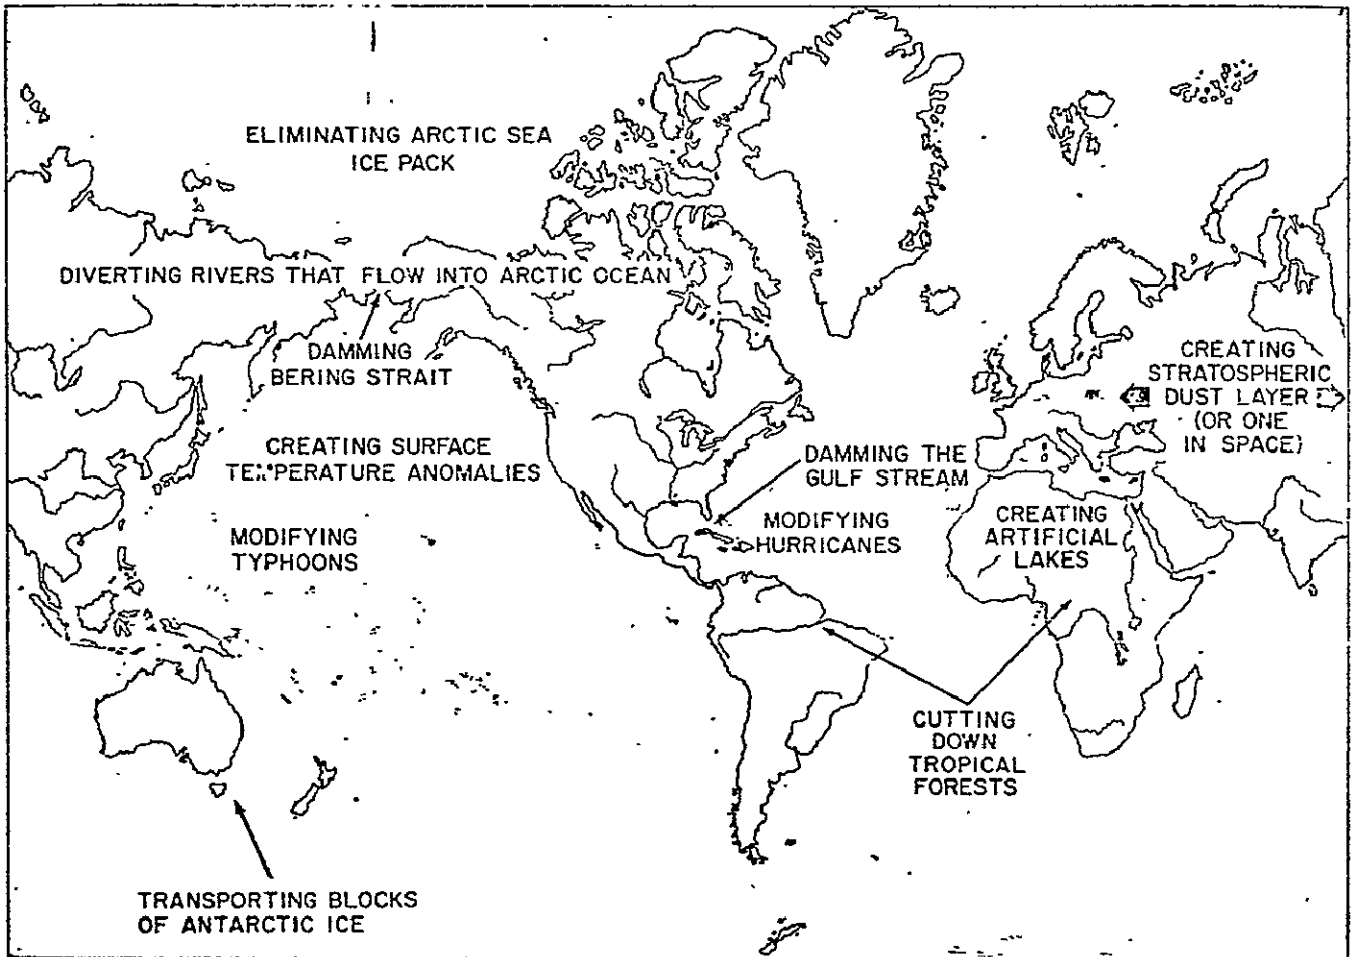 ELIMINATING ARCTIC SEA
ICE PACK
DIVERTING RIVERS THAT FLOW INTO ARCTIC OCEAN
DAMMING
BERING STRAIT
CREATING
STRATOSPHERIC
DUST LAYER
(OR ONE
IN SPACE)
CREATING SURFACE
TEMPERATURE ANOMALIES
DAMMING THE
GULF STREAM
MODIFYING
TYPHOONS
MODIFYING
HURRICANES
CREATING
ARTIFICIAL
LAKES
CUTTING
DOWN
TROPICAL
FORESTS
TRANSPORTING BLOCKS
OF ANTARCTIC ICE